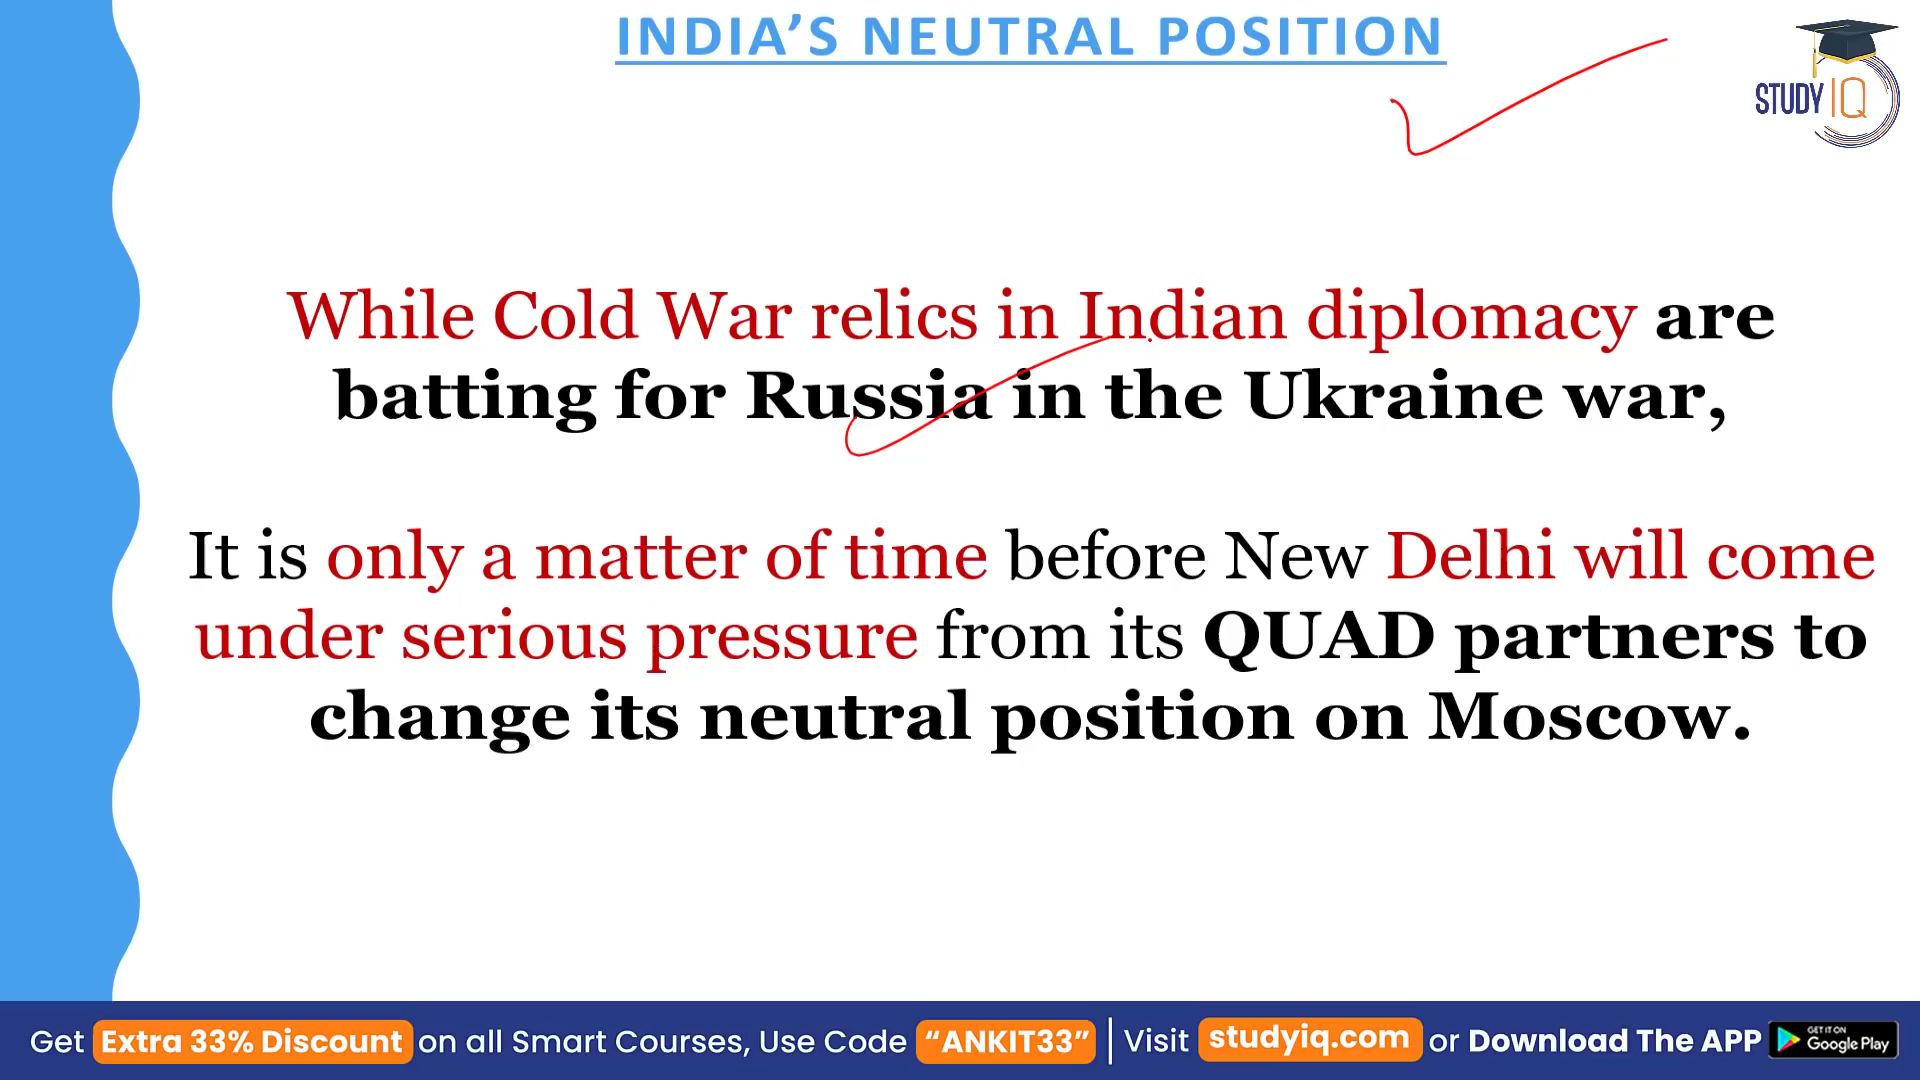 INDIA’S NEUTRAL POSITION
STUDY IQ
While Cold War relics in Indian diplomacy are
batting for Russia in the Ukraine war,
It is only a matter of time before New Delhi will come
under serious pressure from its QUAD partners to
change its neutral position on Moscow.
Get Extra 33% Discount on all Smart Courses, Use Code “ANKIT33” | Visit studyiq.com or Download The APP GET IT ON Google Play